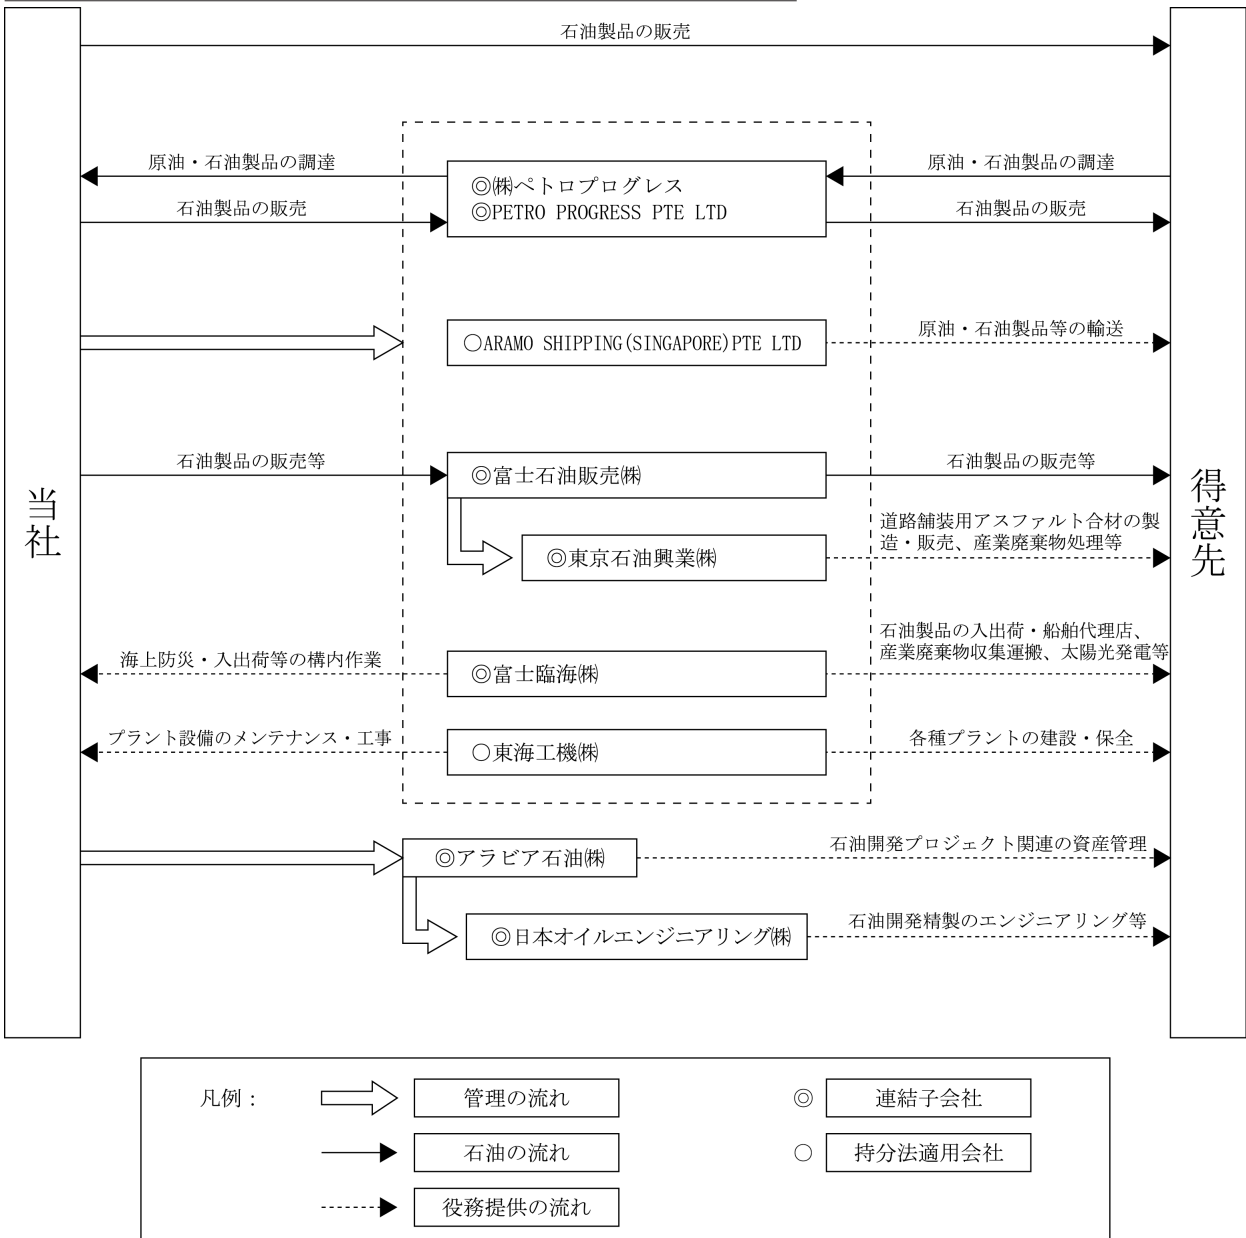 石油製品の販売
原油・石油製品の調達
◎㈱ペトロプログレス
◎PETRO PROGRESS PTE LTD
原油・石油製品の調達
石油製品の販売
石油製品の販売
○ARAMO SHIPPING(SINGAPORE)PTE LTD
原油・石油製品等の輸送
石油製品の販売等
◎富士石油販売㈱
石油製品の販売等
当社
得意先
◎東京石油興業㈱
道路舗装用アスファルト合材の製
造・販売、産業廃棄物処理等
海上防災・入出荷等の構内作業
◎富士臨海㈱
石油製品の入出荷・船舶代理店、
産業廃棄物収集運搬、太陽光発電等
プラント設備のメンテナンス・工事
○東海工機㈱
各種プラントの建設・保全
◎アラビア石油㈱
石油開発プロジェクト関連の資産管理
◎日本オイルエンジニアリング㈱
石油開発精製のエンジニアリング等
凡例：
管理の流れ
◎
連結子会社
石油の流れ
○
持分法適用会社
役務提供の流れ